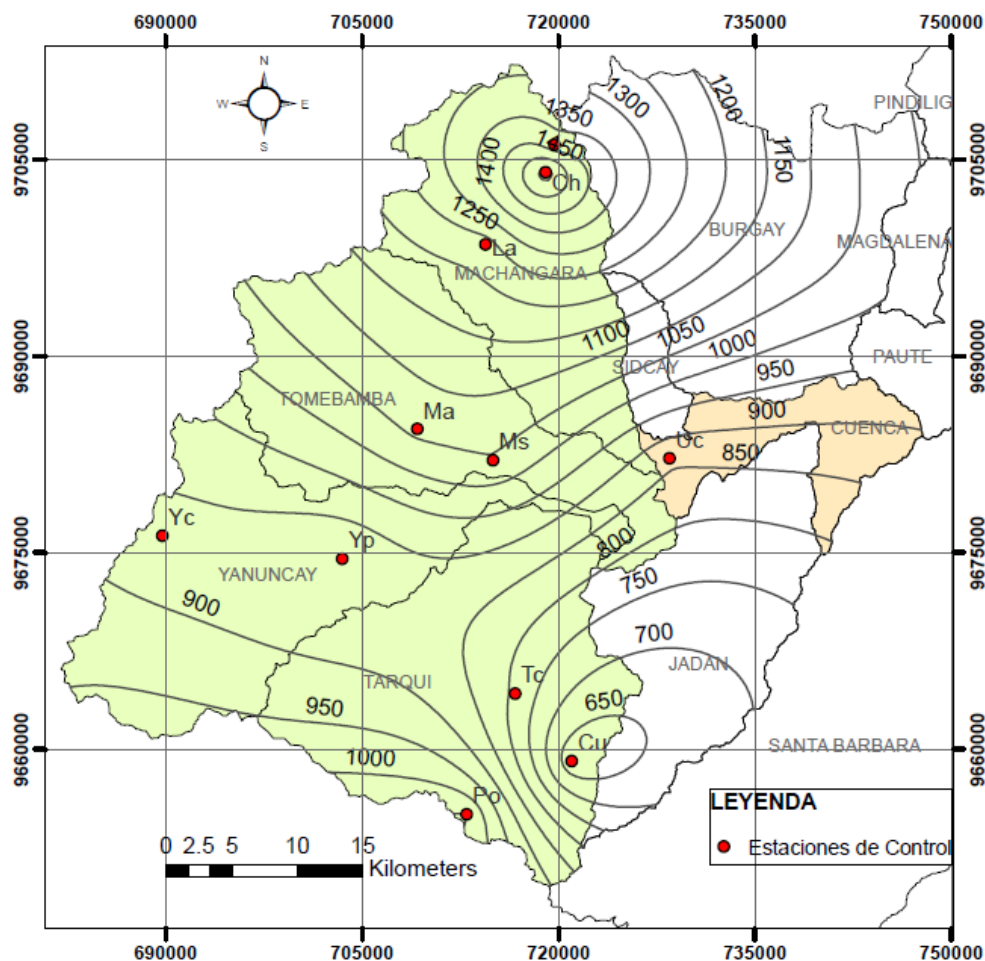 690000 705000 720000 735000 750000
N
W E
S
PINDILIG
1300
1200
1350
1450
1400
1150
9705000 9705000
Ch
1250
La
BURGAY
MAGDALENA
MACHANGARA
1100
1050
1000
9690000 9690000
PAUTE
SIDCAY
950
TOMEBAMBA
Ma
900
CUENCA
Ms
Uc
850
Yc
Yp
800
9675000 9675000
YANUNCAY
750
900
700
JADAN
TARQUI
Tc
650
950
Cu
SANTA BARBARA
9660000 9660000
1000
Po
LEYENDA
Estaciones de Control
0 2.5 5 10 15
Kilometers
690000 705000 720000 735000 750000